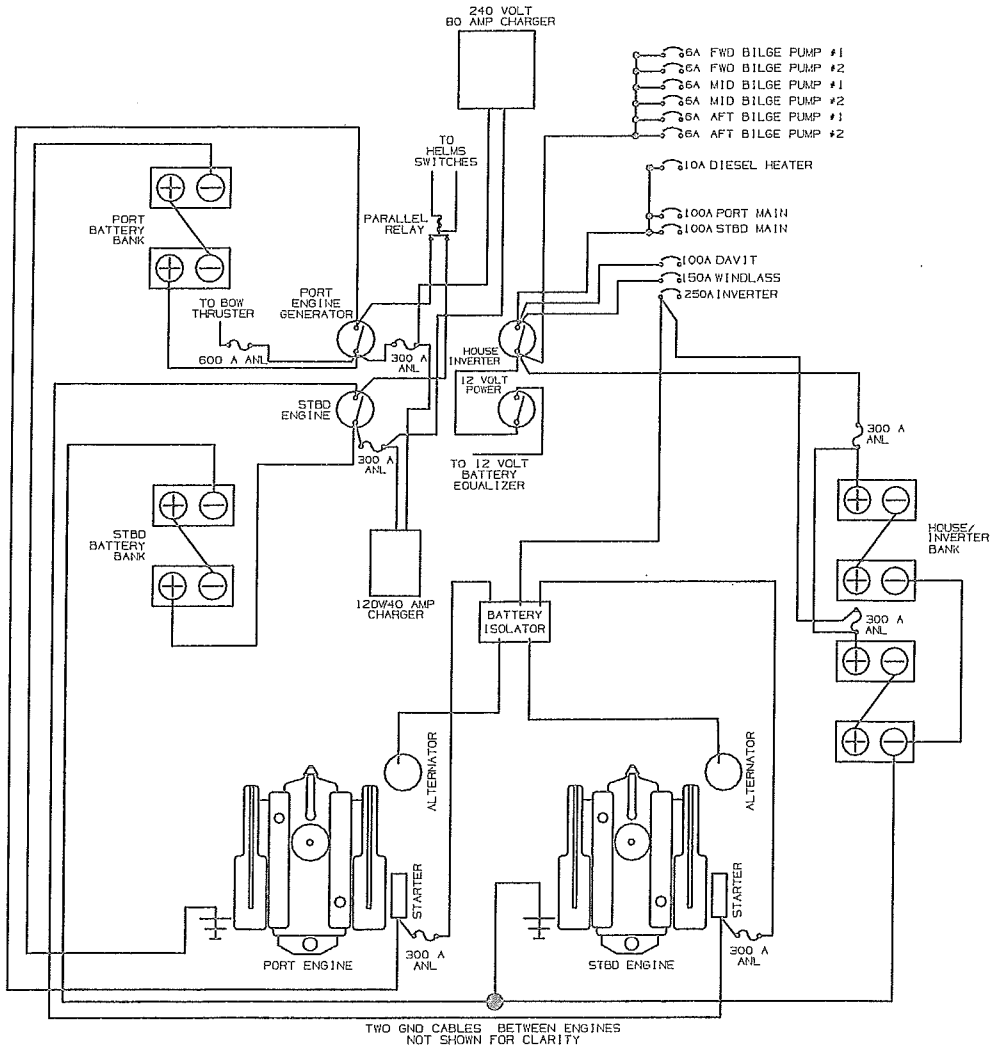 240 VOLT
80 AMP CHARGER
6A FWD BILGE PUMP #1
6A FWD BILGE PUMP #2
6A MID BILGE PUMP #1
6A MID BILGE PUMP #2
6A AFT BILGE PUMP #1
6A AFT BILGE PUMP #2
TO
HELMS
SWITCHES
10A DIESEL HEATER
PARALLEL
RELAY
100A PORT MAIN
100A STBD MAIN
PORT
BATTERY
BANK
100A DAVIT
150A WINDLASS
250A INVERTER
PORT
ENGINE
GENERATOR
TO BOW
THRUSTER
600 A ANL
300 A
ANL
HOUSE
INVERTER
12 VOLT
POWER
STBD
ENGINE
300 A
ANL
TO 12 VOLT
BATTERY
EQUALIZER
300 A
ANL
STBD
BATTERY
BANK
HOUSE/
INVERTER
BANK
120V/40 AMP
CHARGER
BATTERY
ISOLATOR
300 A
ANL
ALTERNATOR
ALTERNATOR
STARTER
STARTER
300 A
ANL
300 A
ANL
PORT ENGINE
STBD ENGINE
TWO GND CABLES BETWEEN ENGINES
NOT SHOWN FOR CLARITY